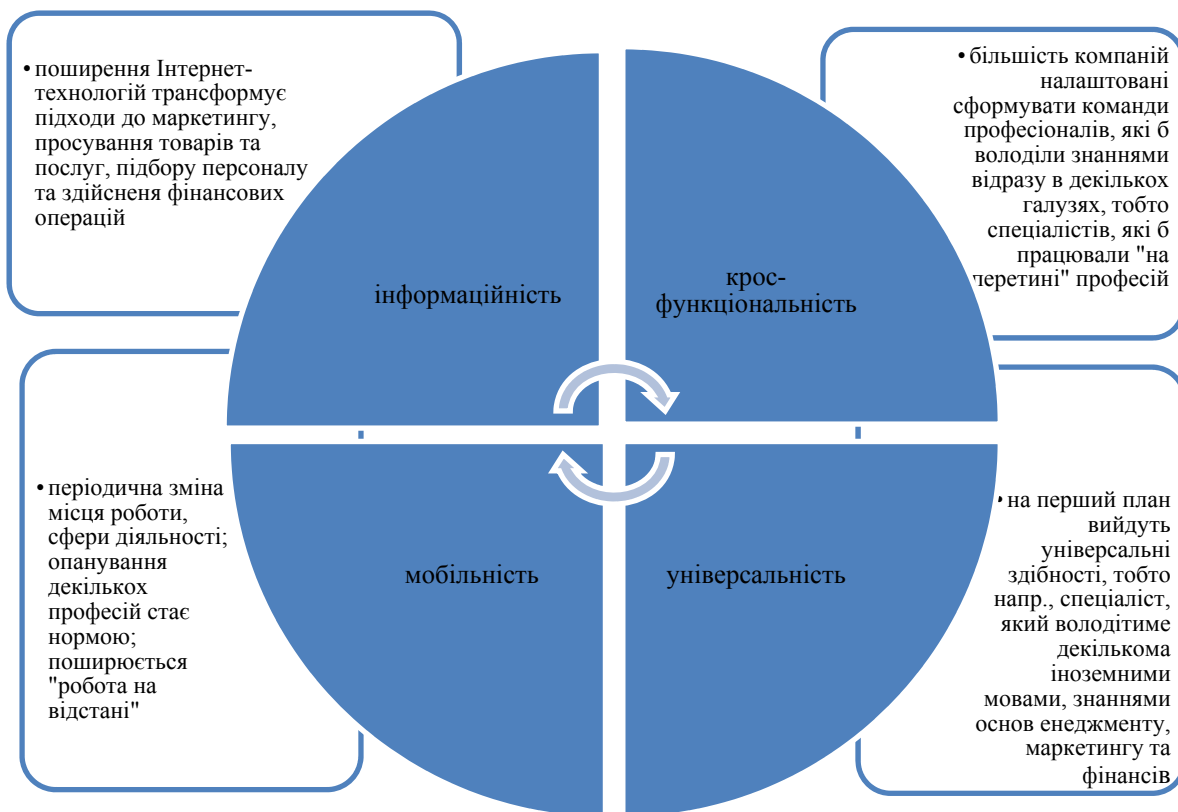 • поширення Інтернет-
технологій трансформує
підходи до маркетингу,
просування товарів та
послуг, підбору персоналу
та здійсненя фінансових
операцій
• більшість компаній
налаштовані
сформувати команди
професіоналів, які б
володіли знаннями
відразу в декількох
галузях, тобто
спеціалістів, які б
працювали "на
перетині" професій
інформаційність
крос-
функціональність
• періодична зміна
місця роботи,
сфери діяльності;
опанування
декількох
професій стає
нормою;
поширюється
"робота на
відстані"
мобільність
універсальність
• на перший план
вийдуть
універсальні
здібності, тобто
напр., спеціаліст,
який володітиме
декількома
іноземними
мовами, знаннями
основ енеджменту,
маркетингу та
фінансів